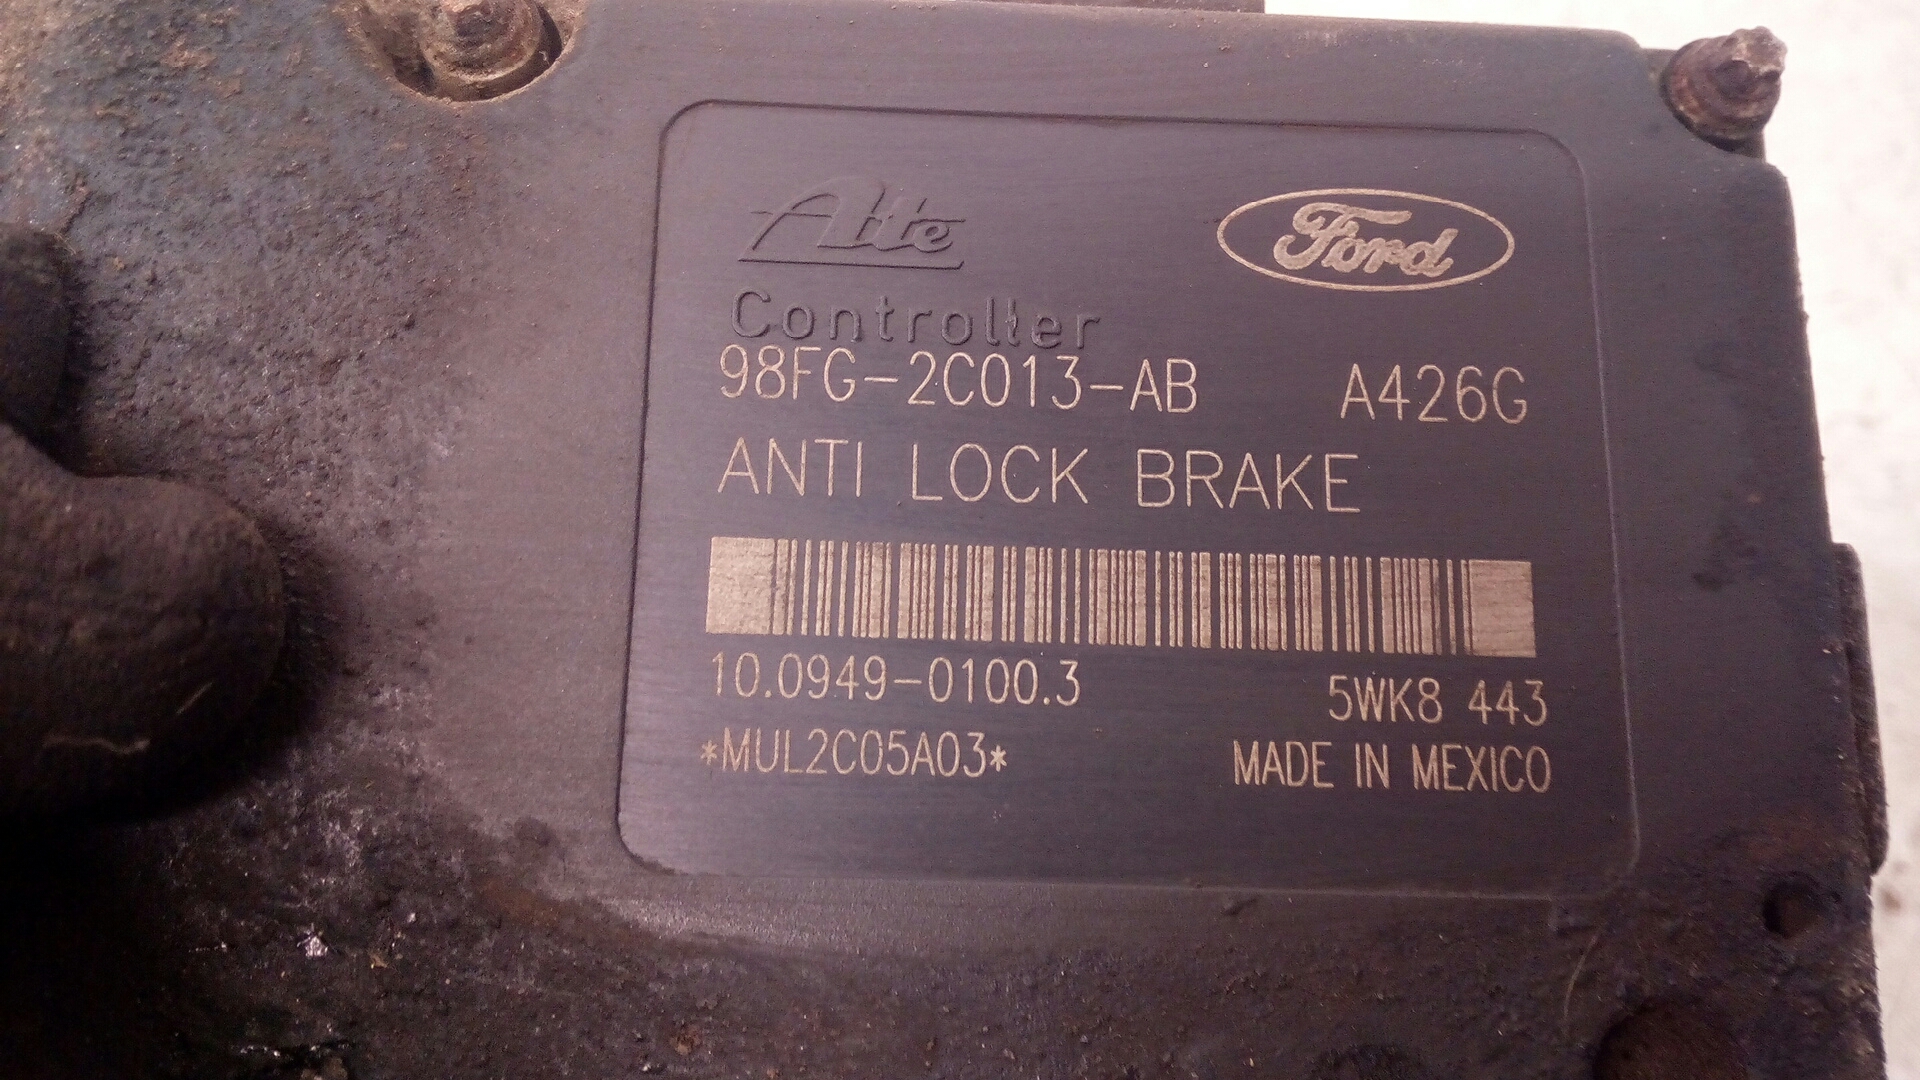 Ate Ford
Controller
98FG-2C013-AB A426G
ANTI LOCK BRAKE
10.0949-0100.3 5WK8 443
*MUL2C05A03* MADE IN MEXICO